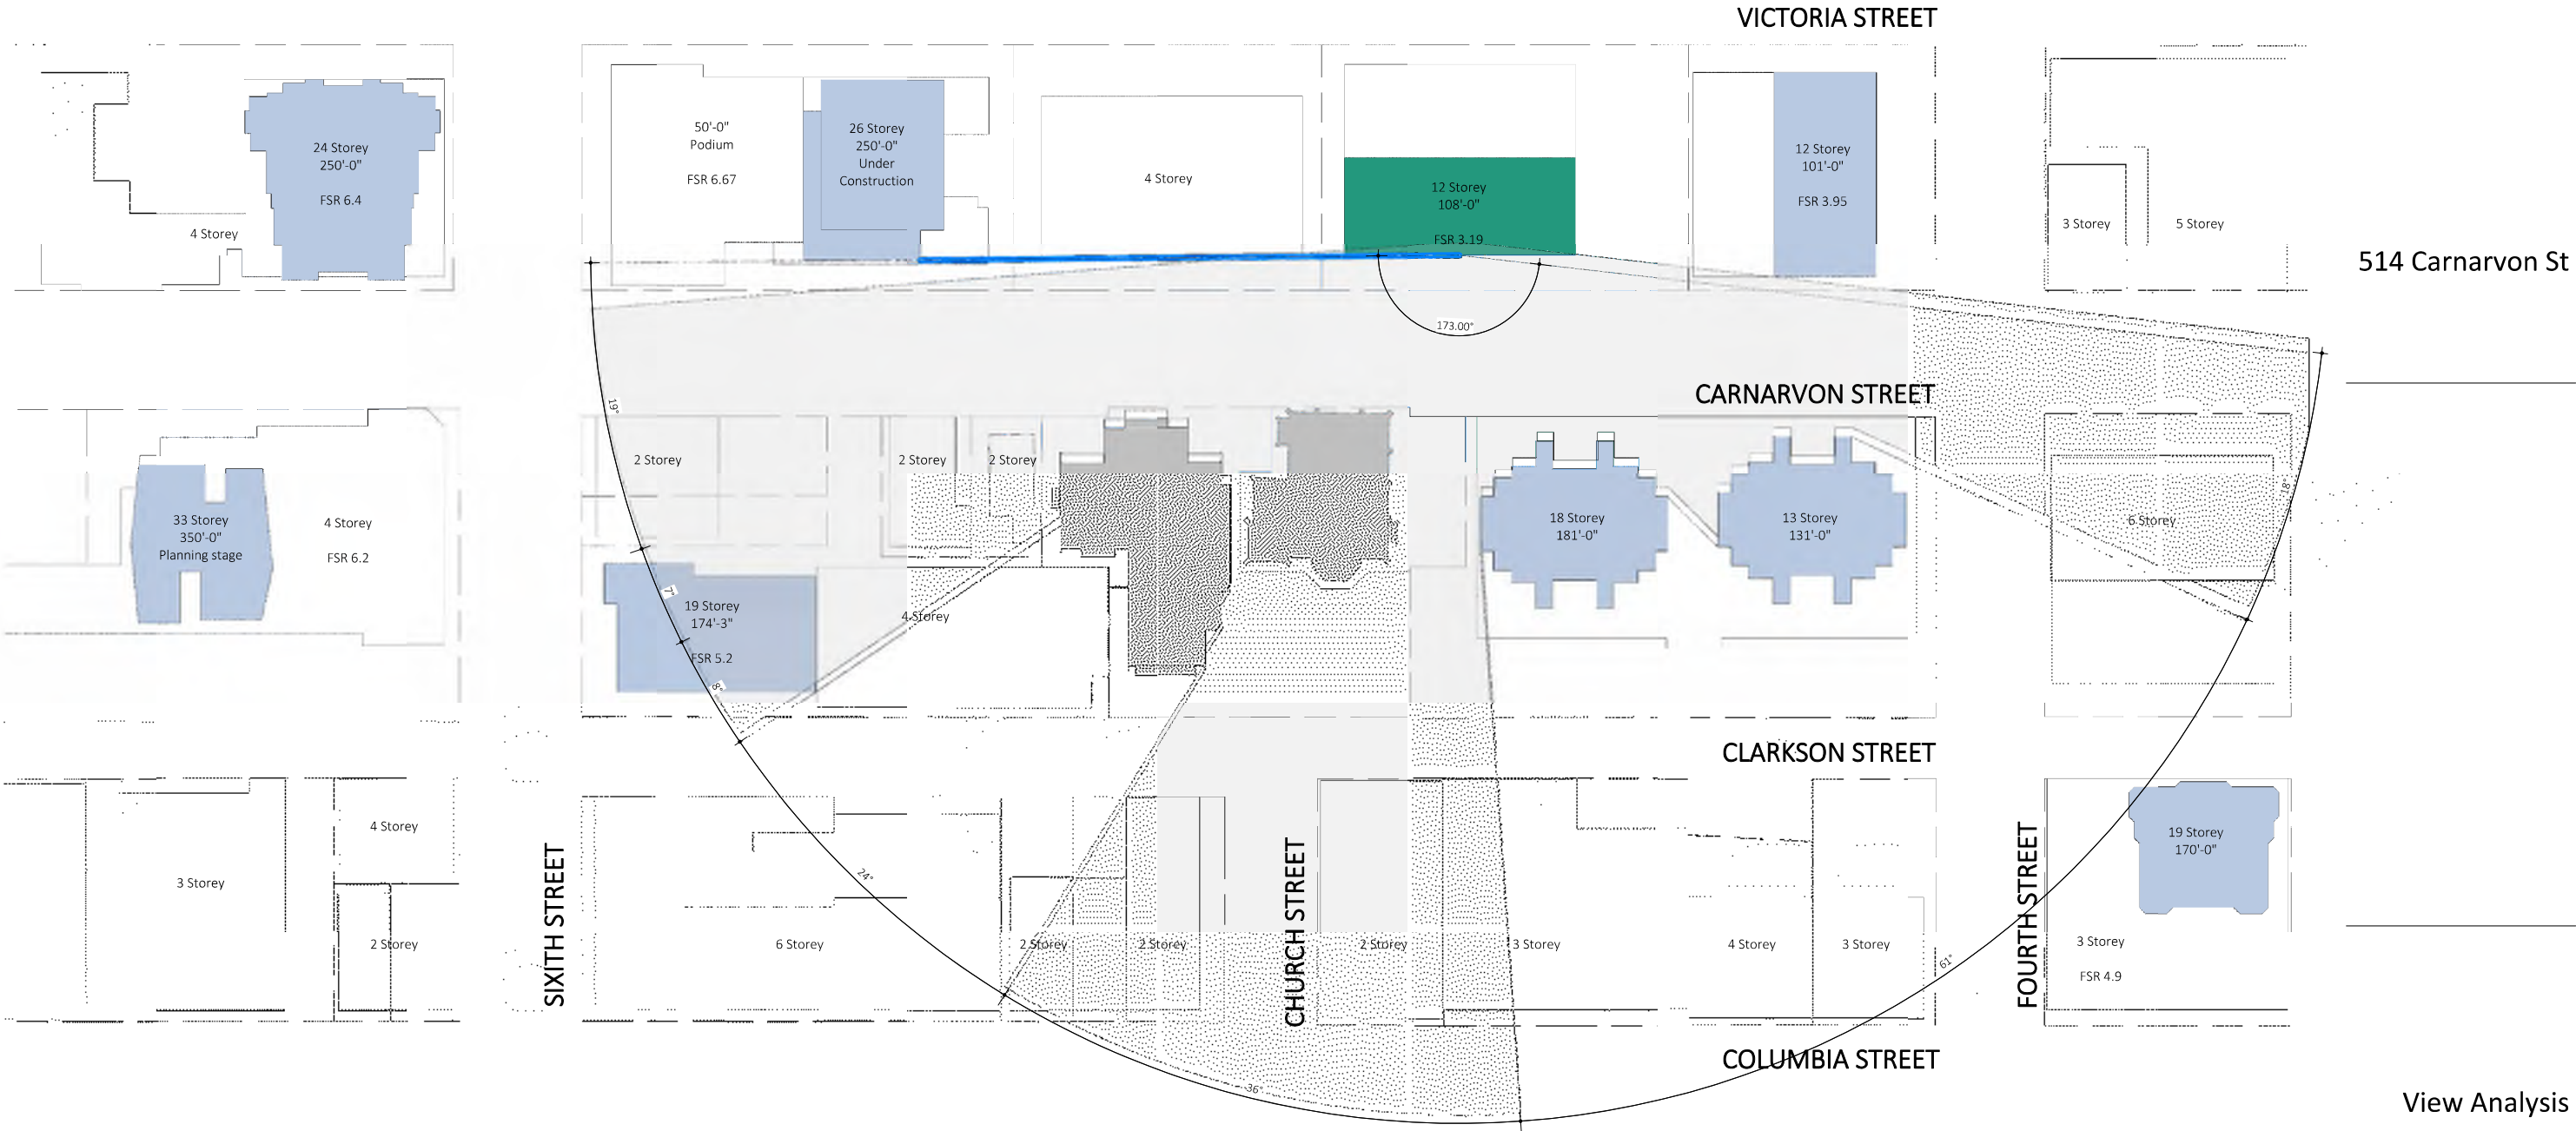 VICTORIA STREET
24 Storey
250'-0"
FSR 6.4
4 Storey
50'-0"
Podium
FSR 6.67
26 Storey
250'-0"
Under
Construction
4 Storey
12 Storey
108'-0"
FSR 3.19
12 Storey
101'-0"
FSR 3.95
3 Storey
5 Storey
514 Carnarvon St
173.00°
CARNARVON STREET
19°
33 Storey
350'-0"
Planning stage
4 Storey
FSR 6.2
2 Storey
2 Storey
2 Storey
7°
19 Storey
174'-3"
FSR 5.2
8°
4 Storey
18 Storey
181'-0"
13 Storey
131'-0"
6 Storey
18°
CLARKSON STREET
3 Storey
4 Storey
2 Storey
SIXITH STREET
24°
6 Storey
2 Storey
2 Storey
CHURCH STREET
2 Storey
3 Storey
4 Storey
3 Storey
61°
FOURTH STREET
19 Storey
170'-0"
3 Storey
FSR 4.9
36°
COLUMBIA STREET
View Analysis